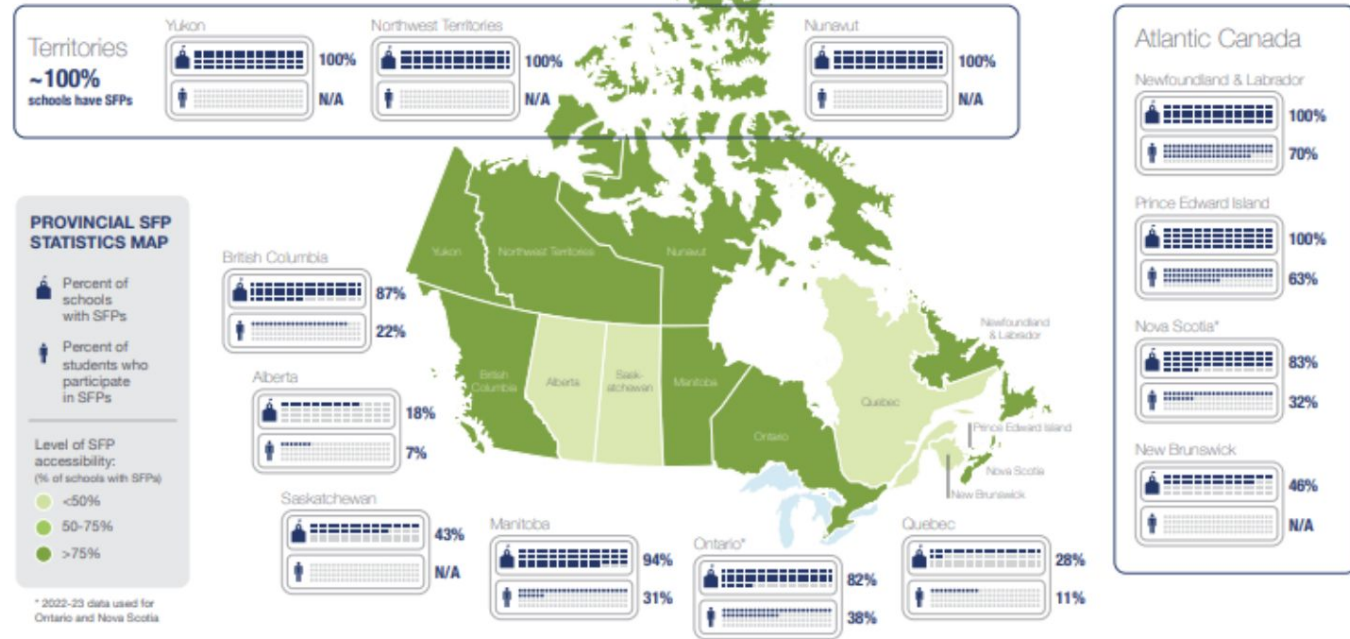 Territories
~100%
schools have SFPs
Yukon
100%
N/A
Northwest Territories
100%
N/A
Nunavut
100%
N/A
Atlantic Canada
Newfoundland & Labrador
100%
70%
Prince Edward Island
100%
63%
Nova Scotia*
83%
32%
New Brunswick
46%
N/A
PROVINCIAL SFP
STATISTICS MAP
Percent of
schools
with SFPs
Percent of
students who
participate
in SFPs
Level of SFP
accessibility:
(% of schools with SFPs)
<50%
50-75%
>75%
* 2022-23 data used for
Ontario and Nova Scotia
British Columbia
87%
22%
Alberta
18%
7%
Saskatchewan
43%
N/A
Manitoba
94%
31%
Ontario*
82%
38%
Quebec
28%
11%
Yukon
Northwest Territories
Nunavut
British
Columbia
Alberta
Sask-
atchewan
Manitoba
Ontario
Quebec
Newfoundland
& Labrador
Prince Edward Island
Nova Scotia
New Brunswick